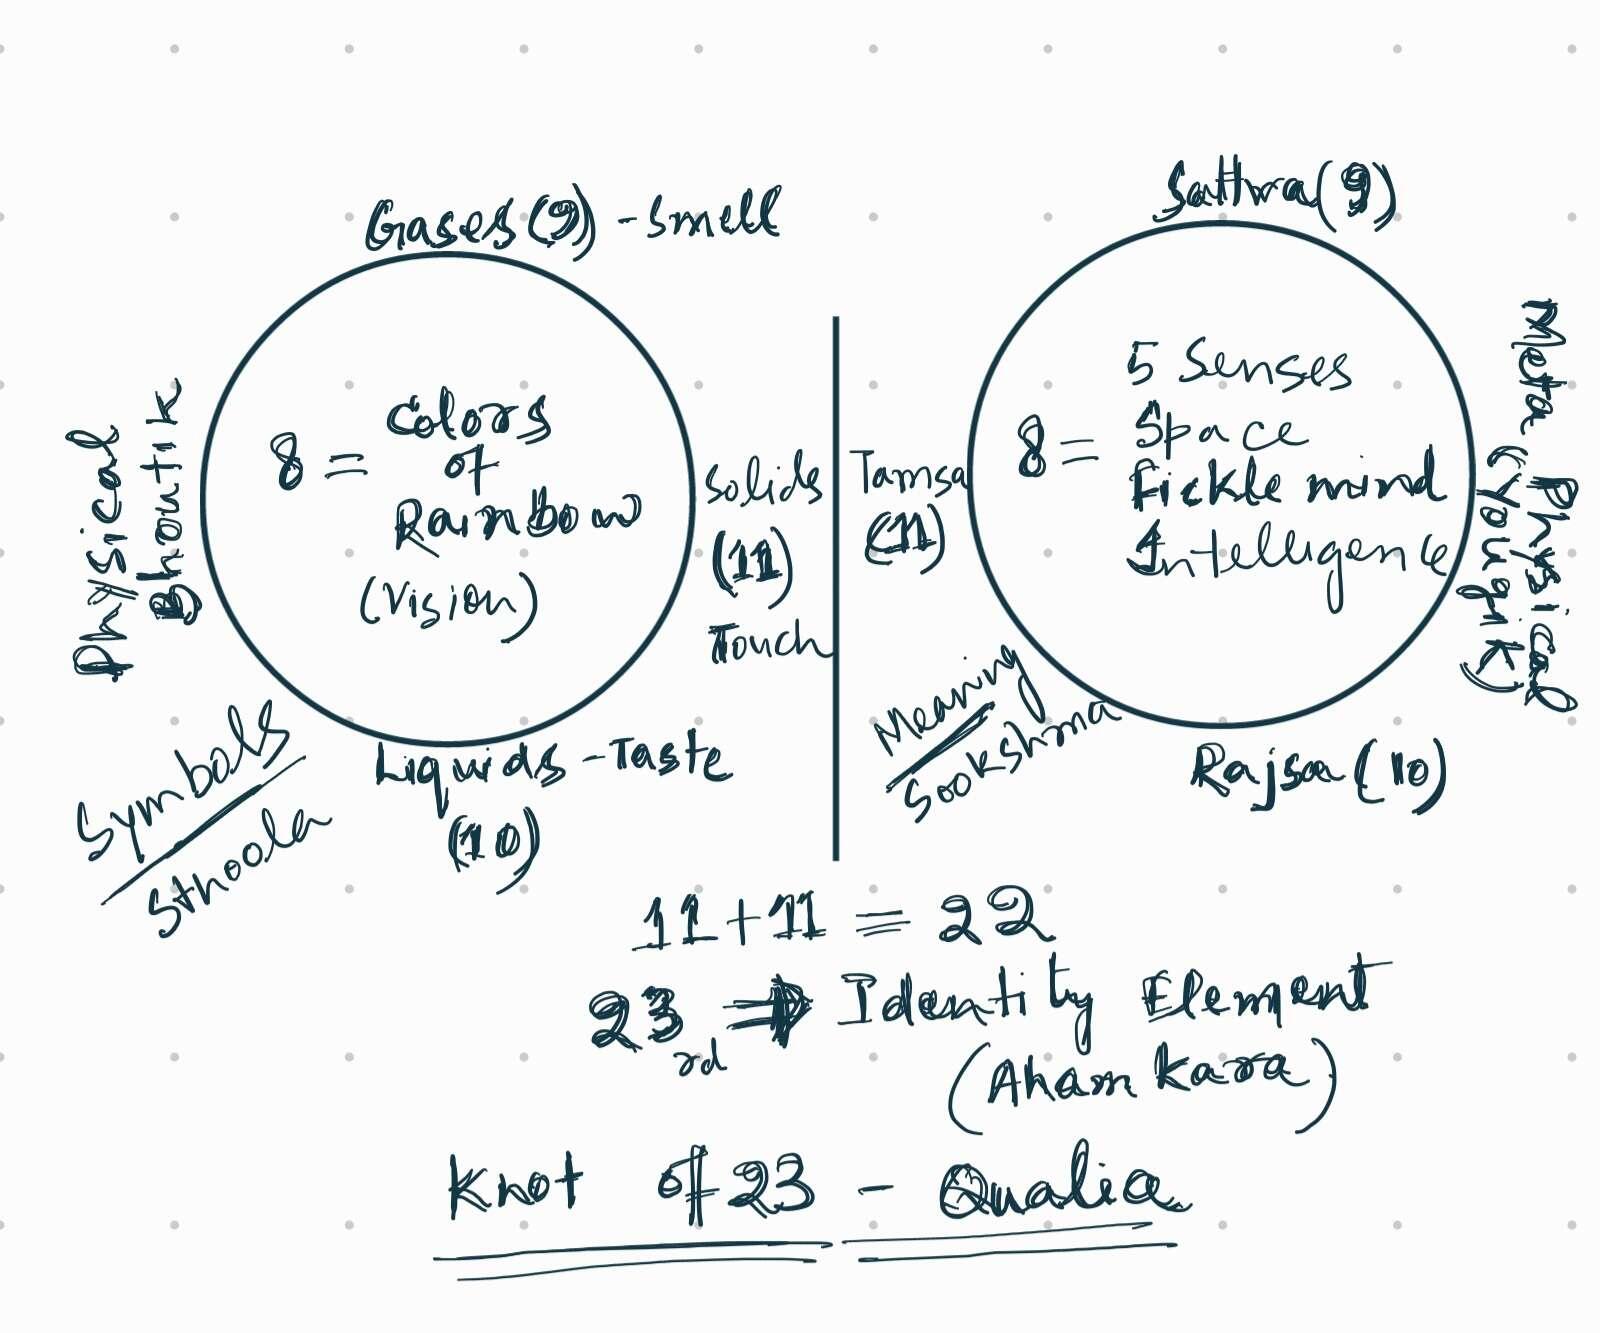 Gases(9) - Smell
Physical
Bhoutik
8 =
Colors
of
Rainbow
(Vision)
Solids
(11)
Touch
Liquids - Taste
(10)
Symbols
Sthoola
Sattva(9)
Tamsa
(11)
8 =
5 Senses
Space
Fickle mind
Intelligence
Meta Physical
(Yougik)
Meaning
Sookshma
Rajsa(10)
11+11 = 22
23rd ⇒ Identity Element
(Aham kara)
Knot of 23 - Qualia